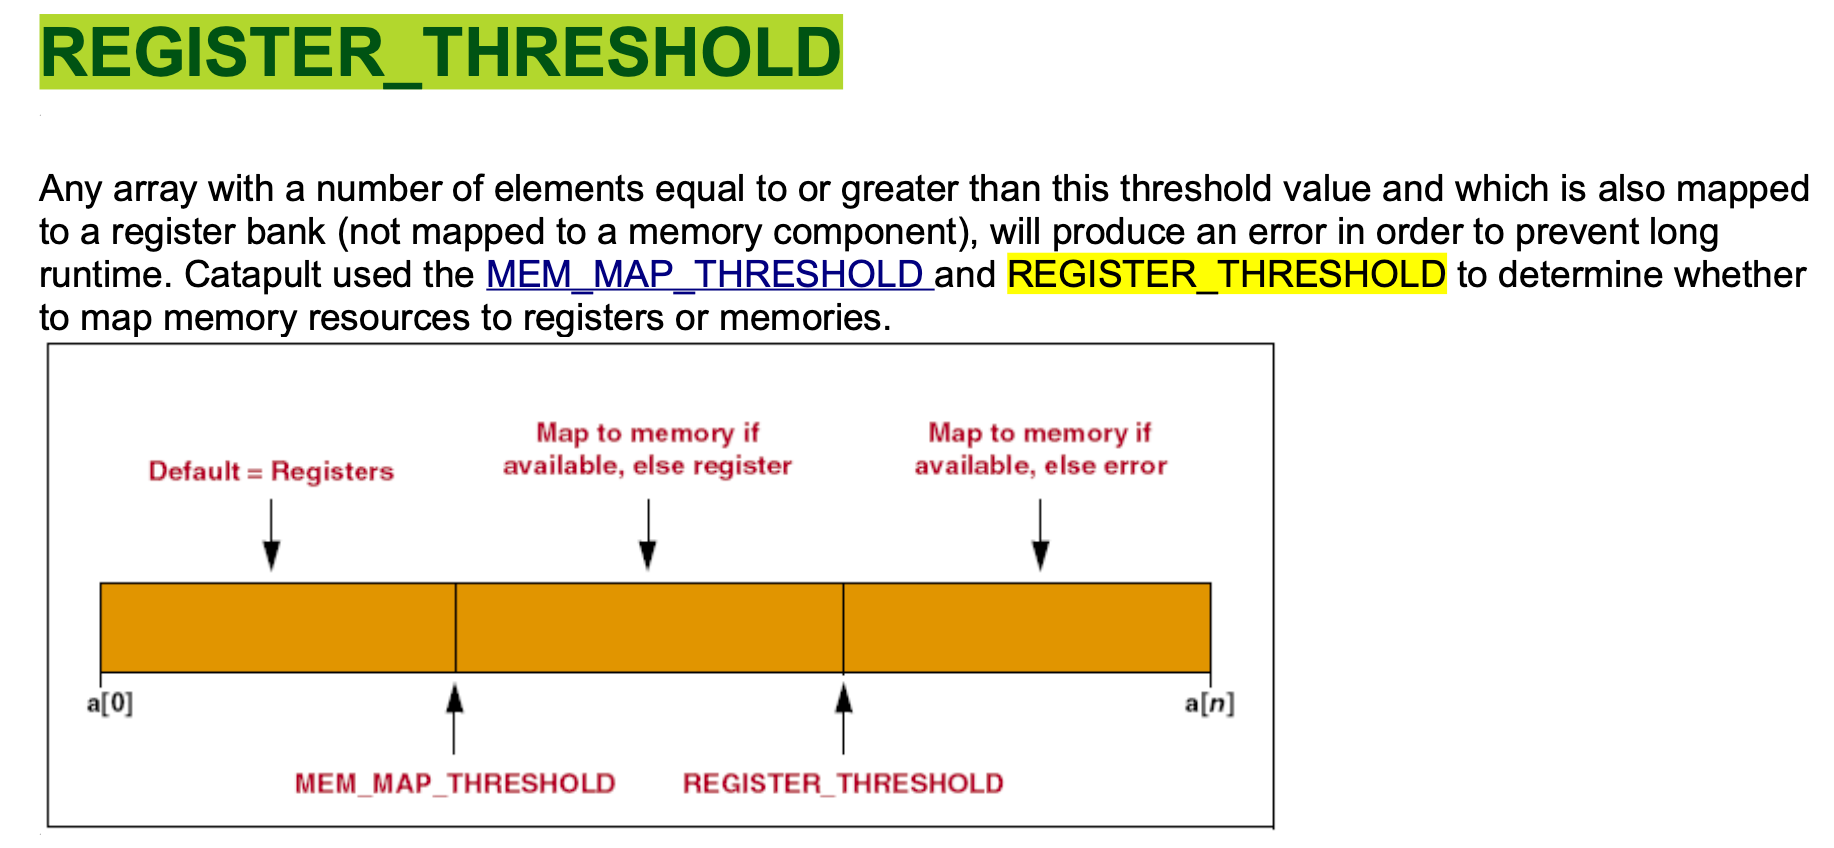 REGISTER_THRESHOLD
Any array with a number of elements equal to or greater than this threshold value and which is also mapped
to a register bank (not mapped to a memory component), will produce an error in order to prevent long
runtime. Catapult used the MEM_MAP_THRESHOLD and REGISTER_THRESHOLD to determine whether
to map memory resources to registers or memories.
Default = Registers
Map to memory if
available, else register
Map to memory if
available, else error
a[0]
a[n]
MEM_MAP_THRESHOLD
REGISTER_THRESHOLD